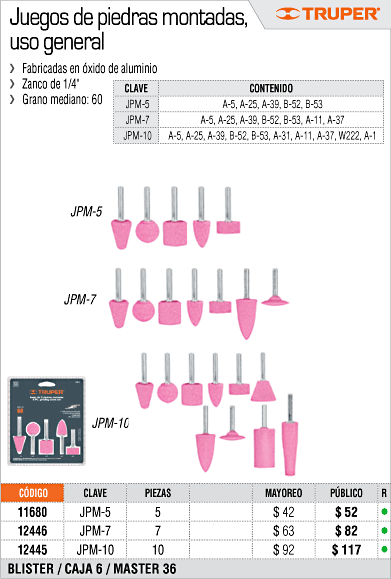 Juegos de piedras montadas,
uso general
TRUPER®
Fabricadas en óxido de aluminio
Zanco de 1/4"
Grano mediano: 60
CLAVE CONTENIDO
JPM-5 A-5, A-25, A-39, B-52, B-53
JPM-7 A-5, A-25, A-39, B-52, B-53, A-11, A-37
JPM-10 A-5, A-25, A-39, B-52, B-53, A-31, A-11, A-37, W222, A-1
JPM-5
JPM-7
JPM-10
TRUPER
CÓDIGO CLAVE PIEZAS MAYOREO PÚBLICO R
11680 JPM-5 5 $ 42 $ 52
12446 JPM-7 7 $ 63 $ 82
12445 JPM-10 10 $ 92 $ 117
BLISTER / CAJA 6 / MASTER 36